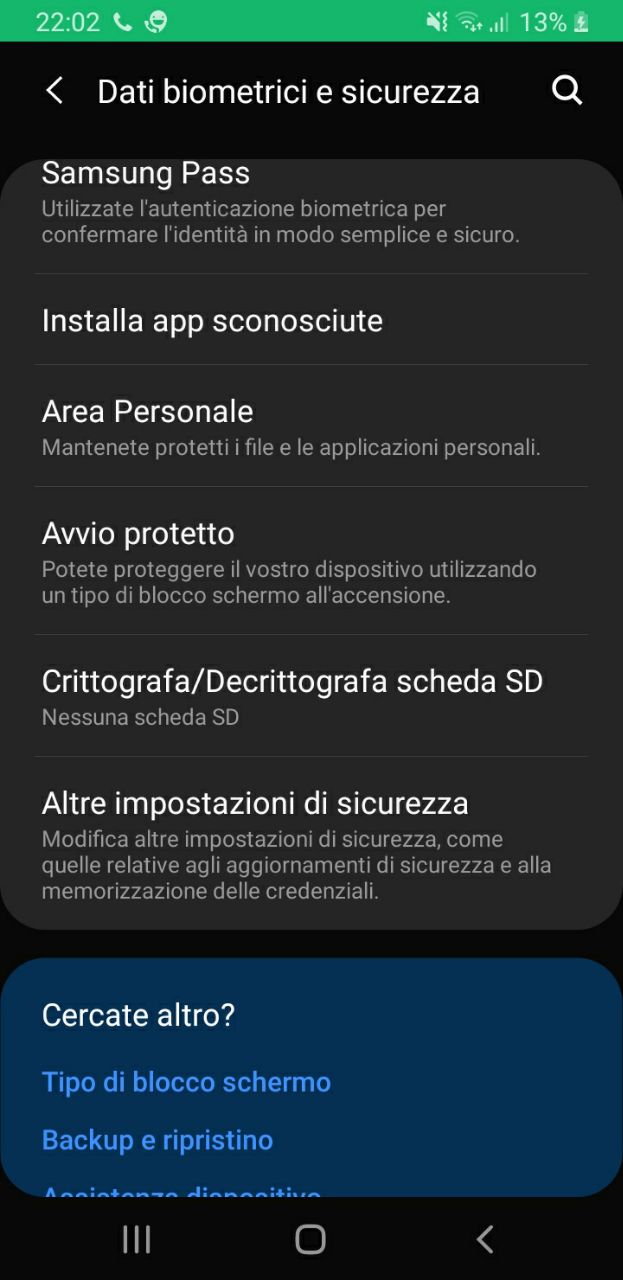 22:02 13%
Dati biometrici e sicurezza
Samsung Pass
Utilizzate l'autenticazione biometrica per
confermare l'identità in modo semplice e sicuro.
Installa app sconosciute
Area Personale
Mantenete protetti i file e le applicazioni personali.
Avvio protetto
Potete proteggere il vostro dispositivo utilizzando
un tipo di blocco schermo all'accensione.
Crittografa/Decrittografa scheda SD
Nessuna scheda SD
Altre impostazioni di sicurezza
Modifica altre impostazioni di sicurezza, come
quelle relative agli aggiornamenti di sicurezza e alla
memorizzazione delle credenziali.
Cercate altro?
Tipo di blocco schermo
Backup e ripristino
Assistenza dispositivo